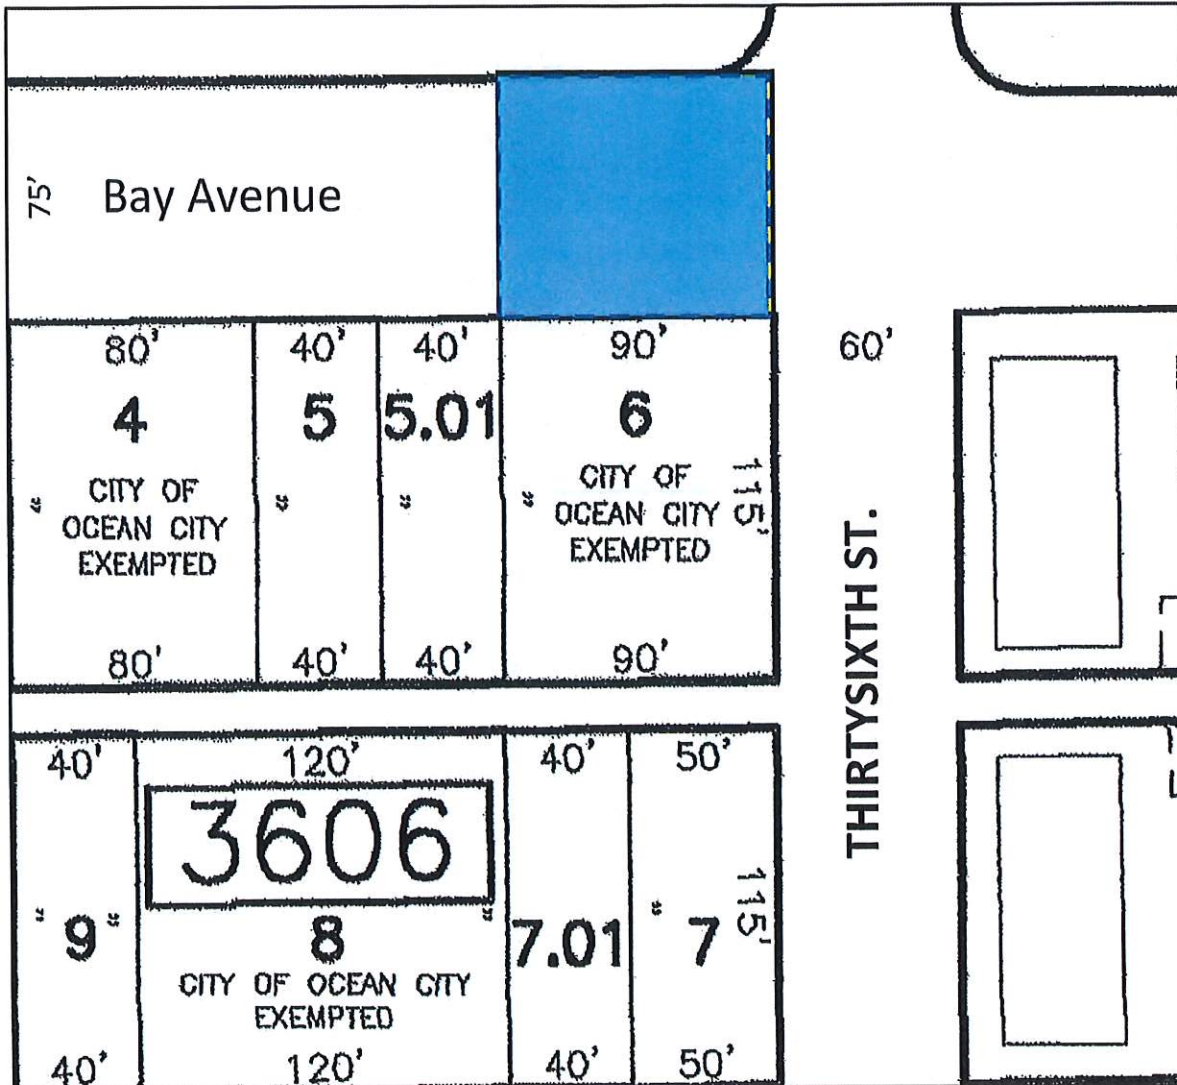 75'
Bay Avenue
80' 40' 40' 90' 60'
4 5 5.01 6
CITY OF
OCEAN CITY
EXEMPTED
CITY OF
OCEAN CITY
EXEMPTED
115'
" " " "
80' 40' 40' 90'
THIRTYSIXTH ST.
40' 120' 40' 50'
3606
" 9 " " 7.01 " 7
115'
8
CITY OF OCEAN CITY
EXEMPTED
40' 120' 40' 50'